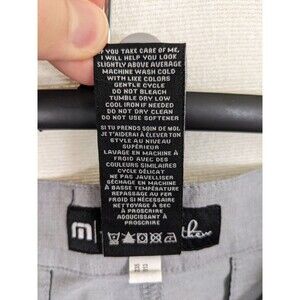 IF YOU TAKE CARE OF ME,
I WILL HELP YOU LOOK
SLIGHTLY ABOVE AVERAGE
MACHINE WASH COLD
WITH LIKE COLORS
GENTLE CYCLE
DO NOT BLEACH
TUMBLE DRY LOW
COOL IRON IF NEEDED
DO NOT DRY CLEAN
DO NOT USE SOFTENER
SI TU PRENDS SOIN DE MOI,
JE T'AIDERAI À ÉLEVER TON
STYLE AU NIVEAU
SUPÉRIEUR
LAVAGE EN MACHINE À
FROID AVEC DES
COULEURS SIMILAIRES
CYCLE DÉLICAT
NE PAS JAVELLISER
SÉCHAGE EN MACHINE
À BASSE TEMPÉRATURE
REPASSAGE AU FER
FROID SI NÉCESSAIRE
NETTOYAGE À SEC
À PROSCRIRE
ADOUCISSANT À
PROSCRIRE